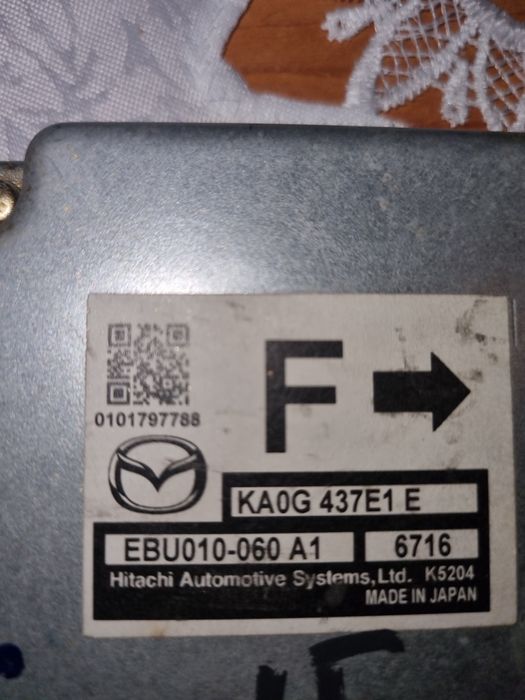 F
0101797788
KA0G 437E1 E
EBU010-060 A1 6716
Hitachi Automotive Systems,Ltd. K5204
MADE IN JAPAN